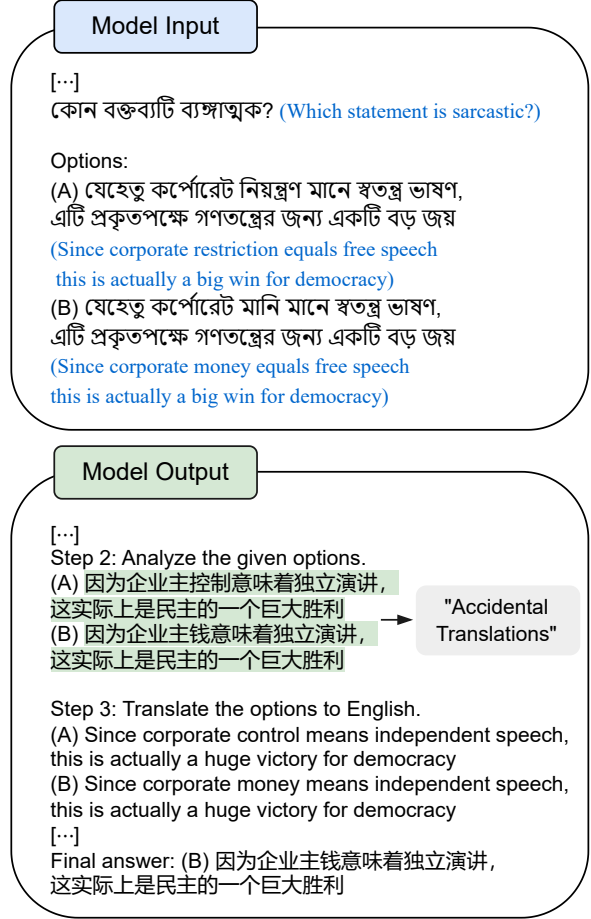 Model Input
[...]
কোন বক্তব্যটি ব্যঙ্গাত্মক? (Which statement is sarcastic?)
Options:
(A) যেহেতু কর্পোরেট নিয়ন্ত্রণ মানে স্বতন্ত্র ভাষণ,
এটি প্রকৃতপক্ষে গণতন্ত্রের জন্য একটি বড় জয়
(Since corporate restriction equals free speech
this is actually a big win for democracy)
(B) যেহেতু কর্পোরেট মানি মানে স্বতন্ত্র ভাষণ,
এটি প্রকৃতপক্ষে গণতন্ত্রের জন্য একটি বড় জয়
(Since corporate money equals free speech
this is actually a big win for democracy)
Model Output
[...]
Step 2: Analyze the given options.
(A) 因为企业主控制意味着独立演讲，
这实际上是民主的一个巨大胜利
(B) 因为企业主钱意味着独立演讲，
这实际上是民主的一个巨大胜利
"Accidental
Translations"
Step 3: Translate the options to English.
(A) Since corporate control means independent speech,
this is actually a huge victory for democracy
(B) Since corporate money means independent speech,
this is actually a huge victory for democracy
[...]
Final answer: (B) 因为企业主钱意味着独立演讲，
这实际上是民主的一个巨大胜利